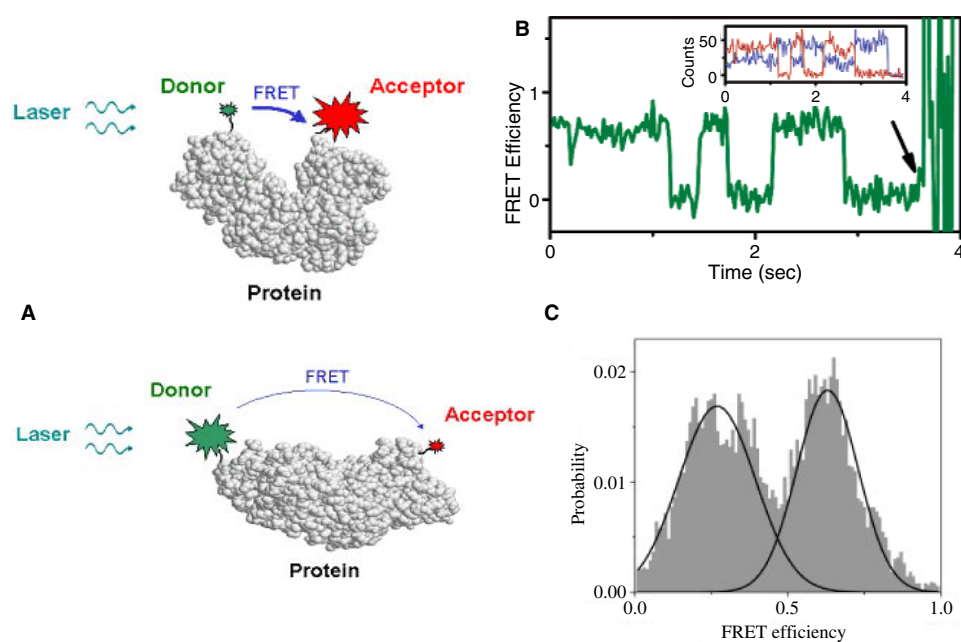 Donor
FRET
Acceptor
Laser
Protein
A
Donor
FRET
Acceptor
Laser
Protein
B
FRET Efficiency
1
0
0
2
4
Time (sec)
Counts
50
0
0
2
4
C
Probability
0.02
0.01
0.00
0.0
0.5
1.0
FRET efficiency